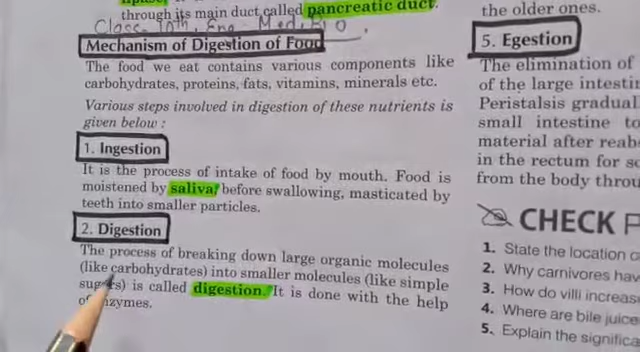 lipase
through its main duct called pancreatic duct.
Class 10th, Eng. Med. Bio.
Mechanism of Digestion of Food
The food we eat contains various components like
carbohydrates, proteins, fats, vitamins, minerals etc.
Various steps involved in digestion of these nutrients is
given below :
1. Ingestion
It is the process of intake of food by mouth. Food is
moistened by saliva before swallowing, masticated by
teeth into smaller particles.
2. Digestion
The process of breaking down large organic molecules
(like carbohydrates) into smaller molecules (like simple
sugars) is called digestion. It is done with the help
of enzymes.
the older ones.
5. Egestion
The elimination of
of the large
Peristalsis
small intestine to
material after
in the rectum for
from the body
CHECK
1. State the location
2. Why carnivores
3. How do villi
4. Where are bile juice
5. Explain the